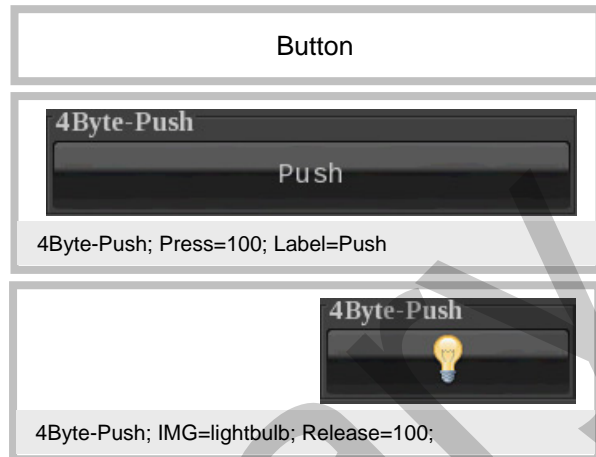 Button
4Byte-Push
Push
4Byte-Push; Press=100; Label=Push
4Byte-Push
4Byte-Push; IMG=lightbulb; Release=100;